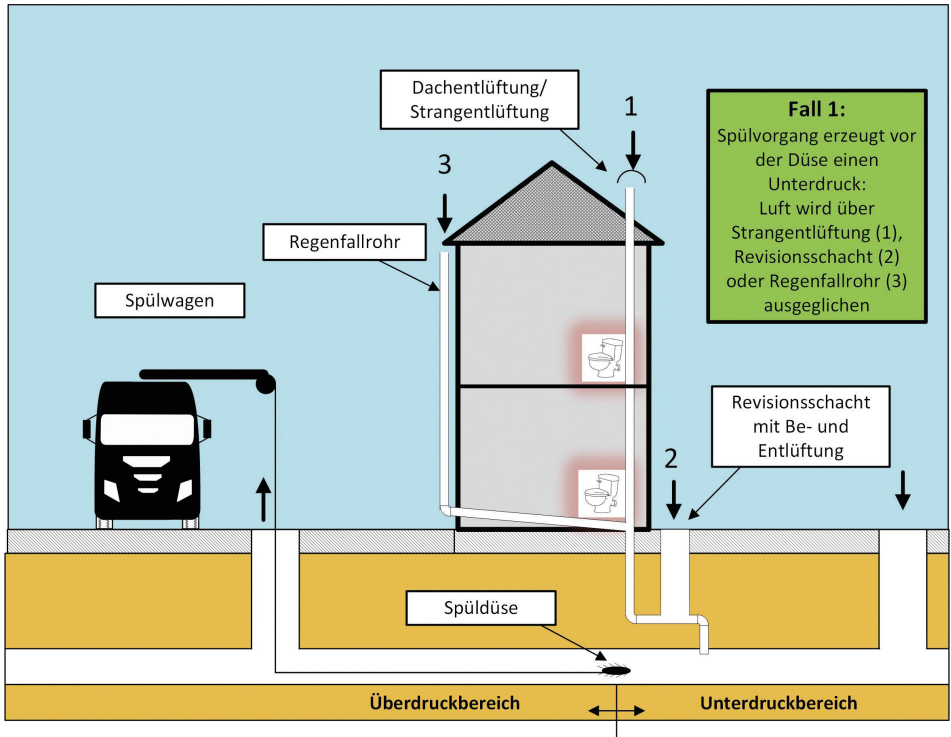 Dachentlüftung/
Strangentlüftung
1
3
Fall 1:
Spülvorgang erzeugt vor
der Düse einen
Unterdruck:
Luft wird über
Strangentlüftung (1),
Revisionsschacht (2)
oder Regenfallrohr (3)
ausgeglichen
Regenfallrohr
Spülwagen
Revisionsschacht
mit Be- und
Entlüftung
2
Spüldüse
Überdruckbereich
Unterdruckbereich